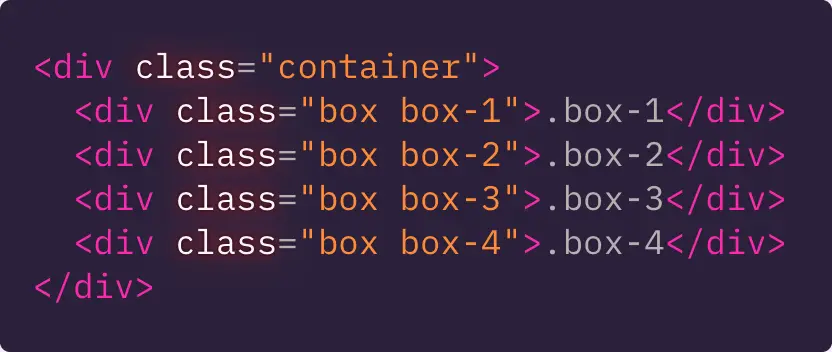 <div class="container">
  <div class="box box-1">.box-1</div>
  <div class="box box-2">.box-2</div>
  <div class="box box-3">.box-3</div>
  <div class="box box-4">.box-4</div>
</div>